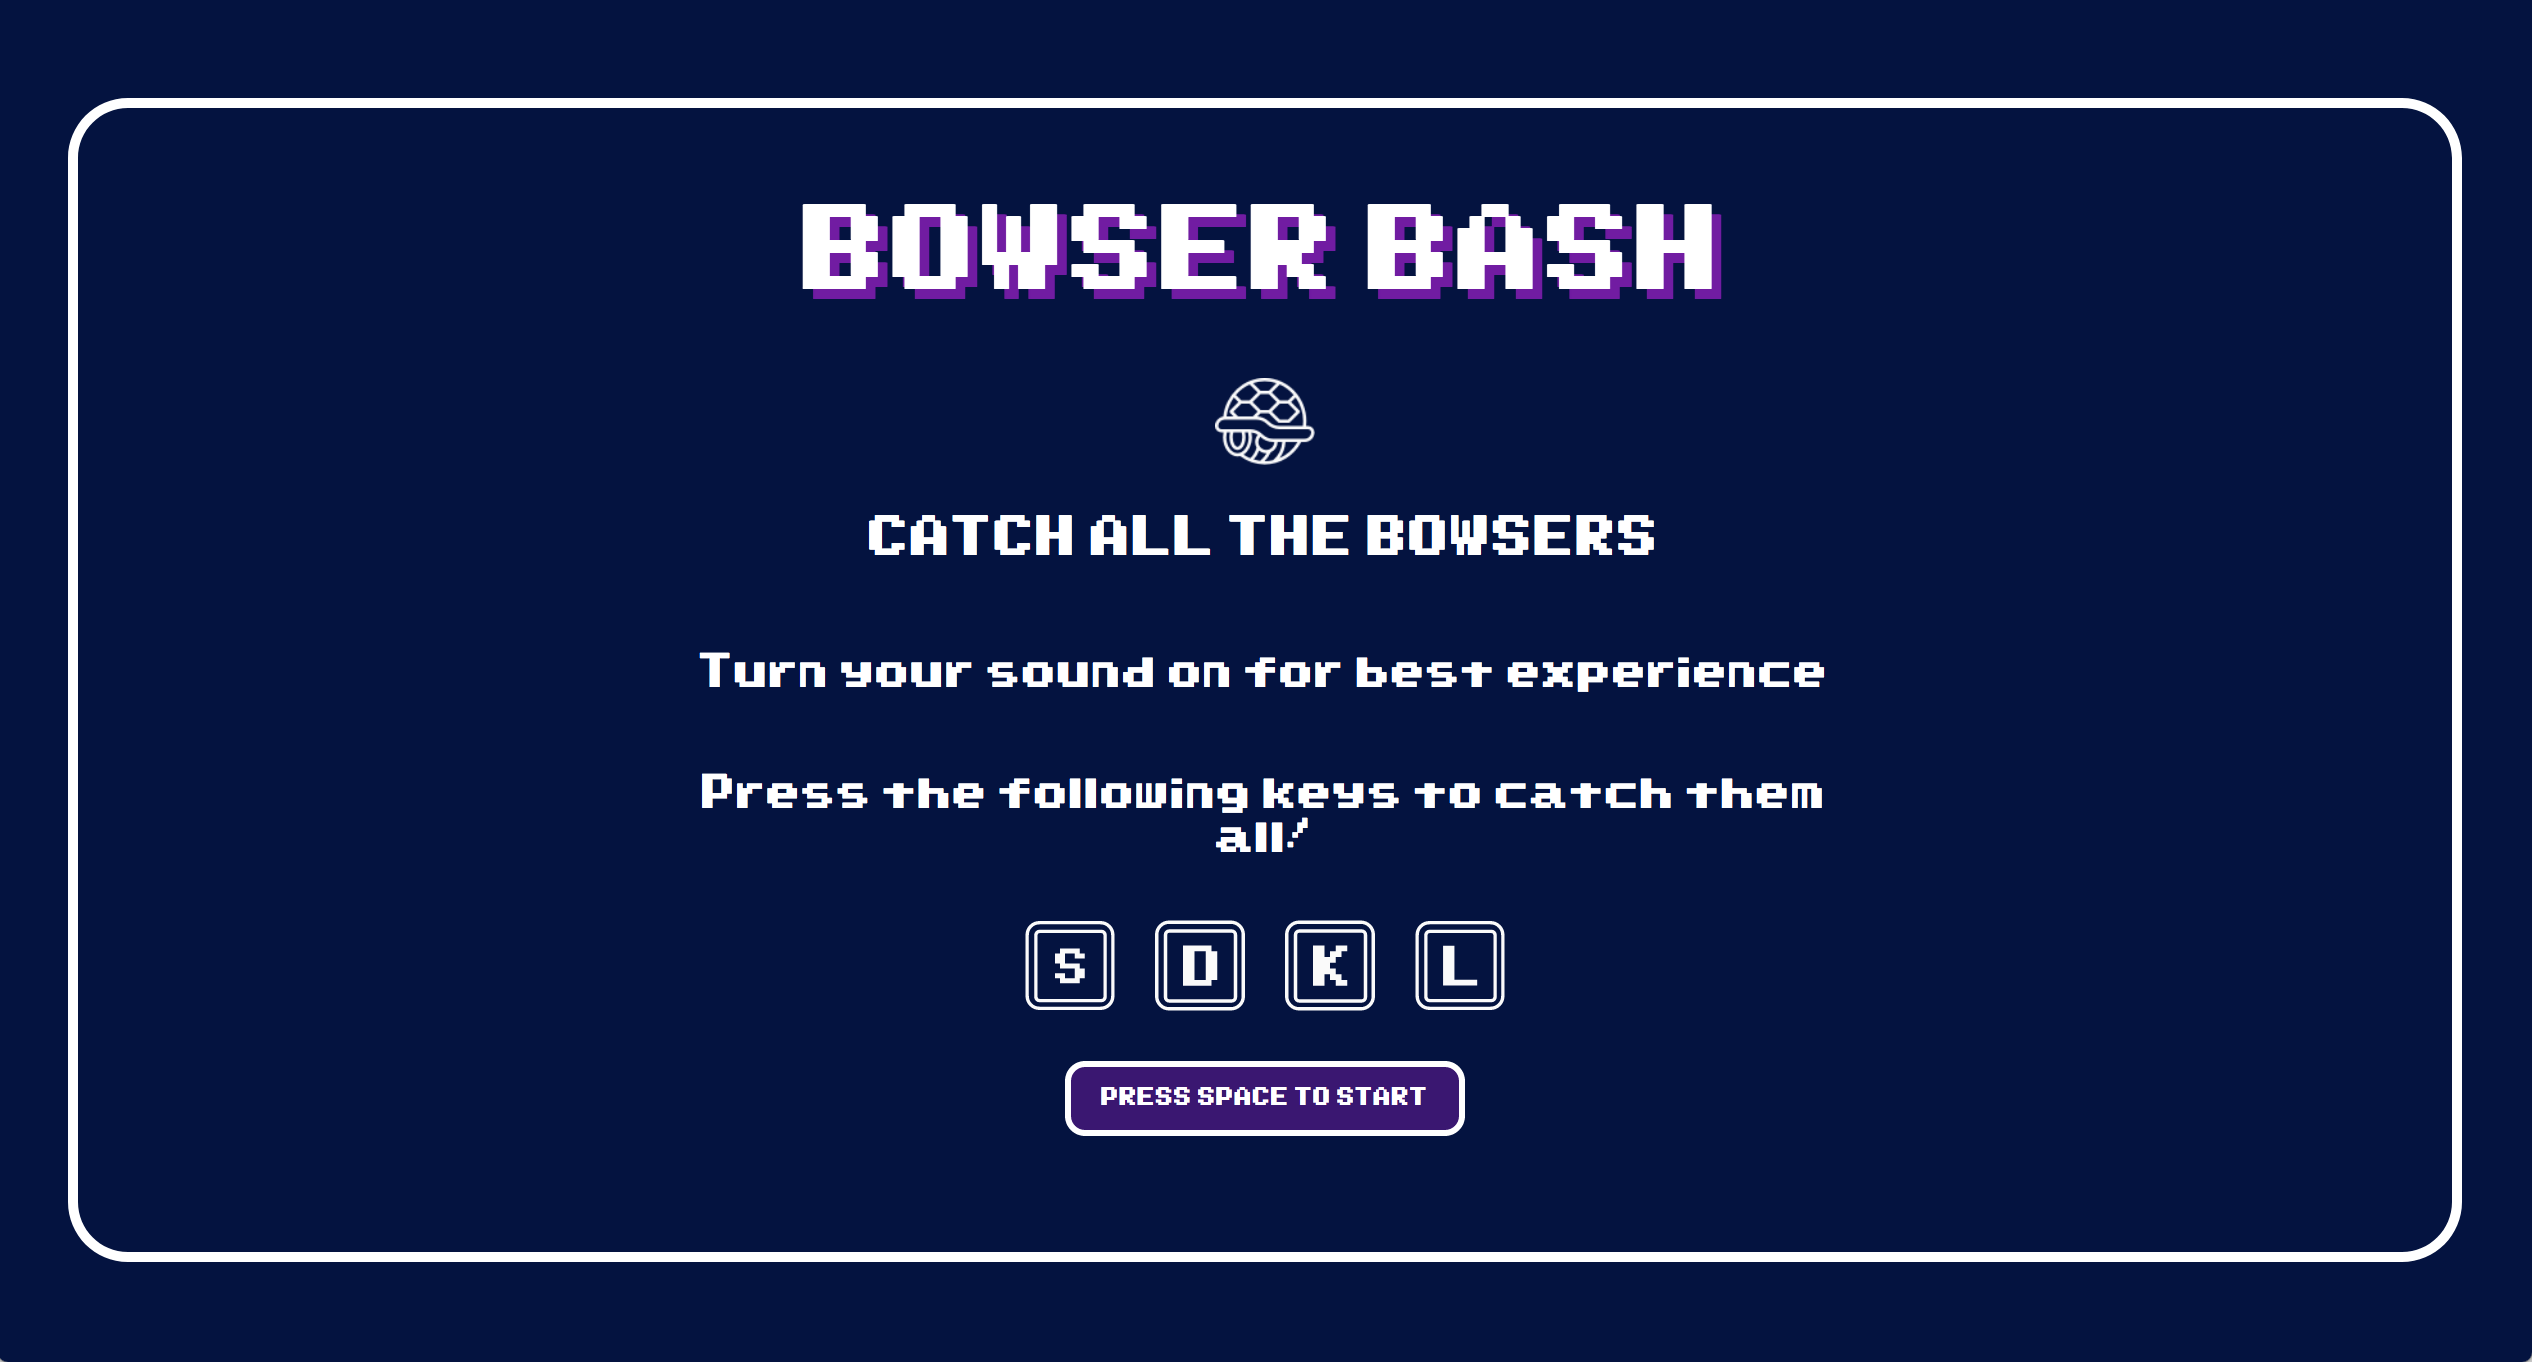 BOWSER BASH
CATCH ALL THE BOWSERS
Turn your sound on for best experience
Press the following keys to catch them
all!
S D K L
PRESS SPACE TO START